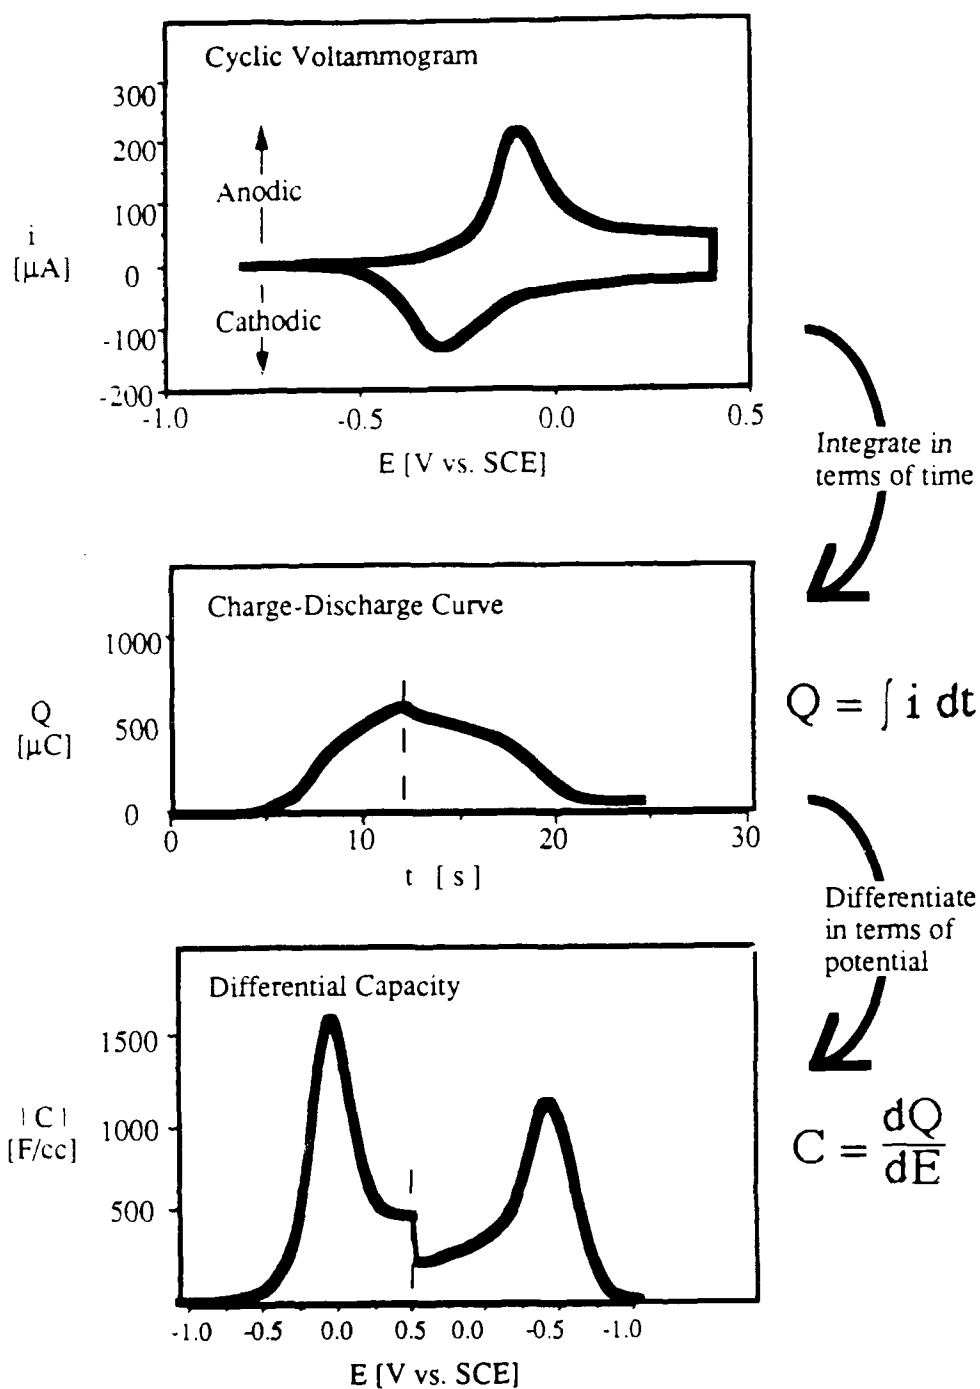 Cyclic Voltammogram
300
200
100
0
-100
-200
i
[μA]
Anodic
Cathodic
-1.0
-0.5
0.0
0.5
E [V vs. SCE]
Integrate in
terms of time
Charge-Discharge Curve
1000
500
0
Q
[μC]
0
10
20
30
t [s]
Q = ∫ i dt
Differentiate
in terms of
potential
Differential Capacity
1500
1000
500
|C|
[F/cc]
-1.0
-0.5
0.0
0.5
0.0
-0.5
-1.0
E [V vs. SCE]
C = dQ
dE